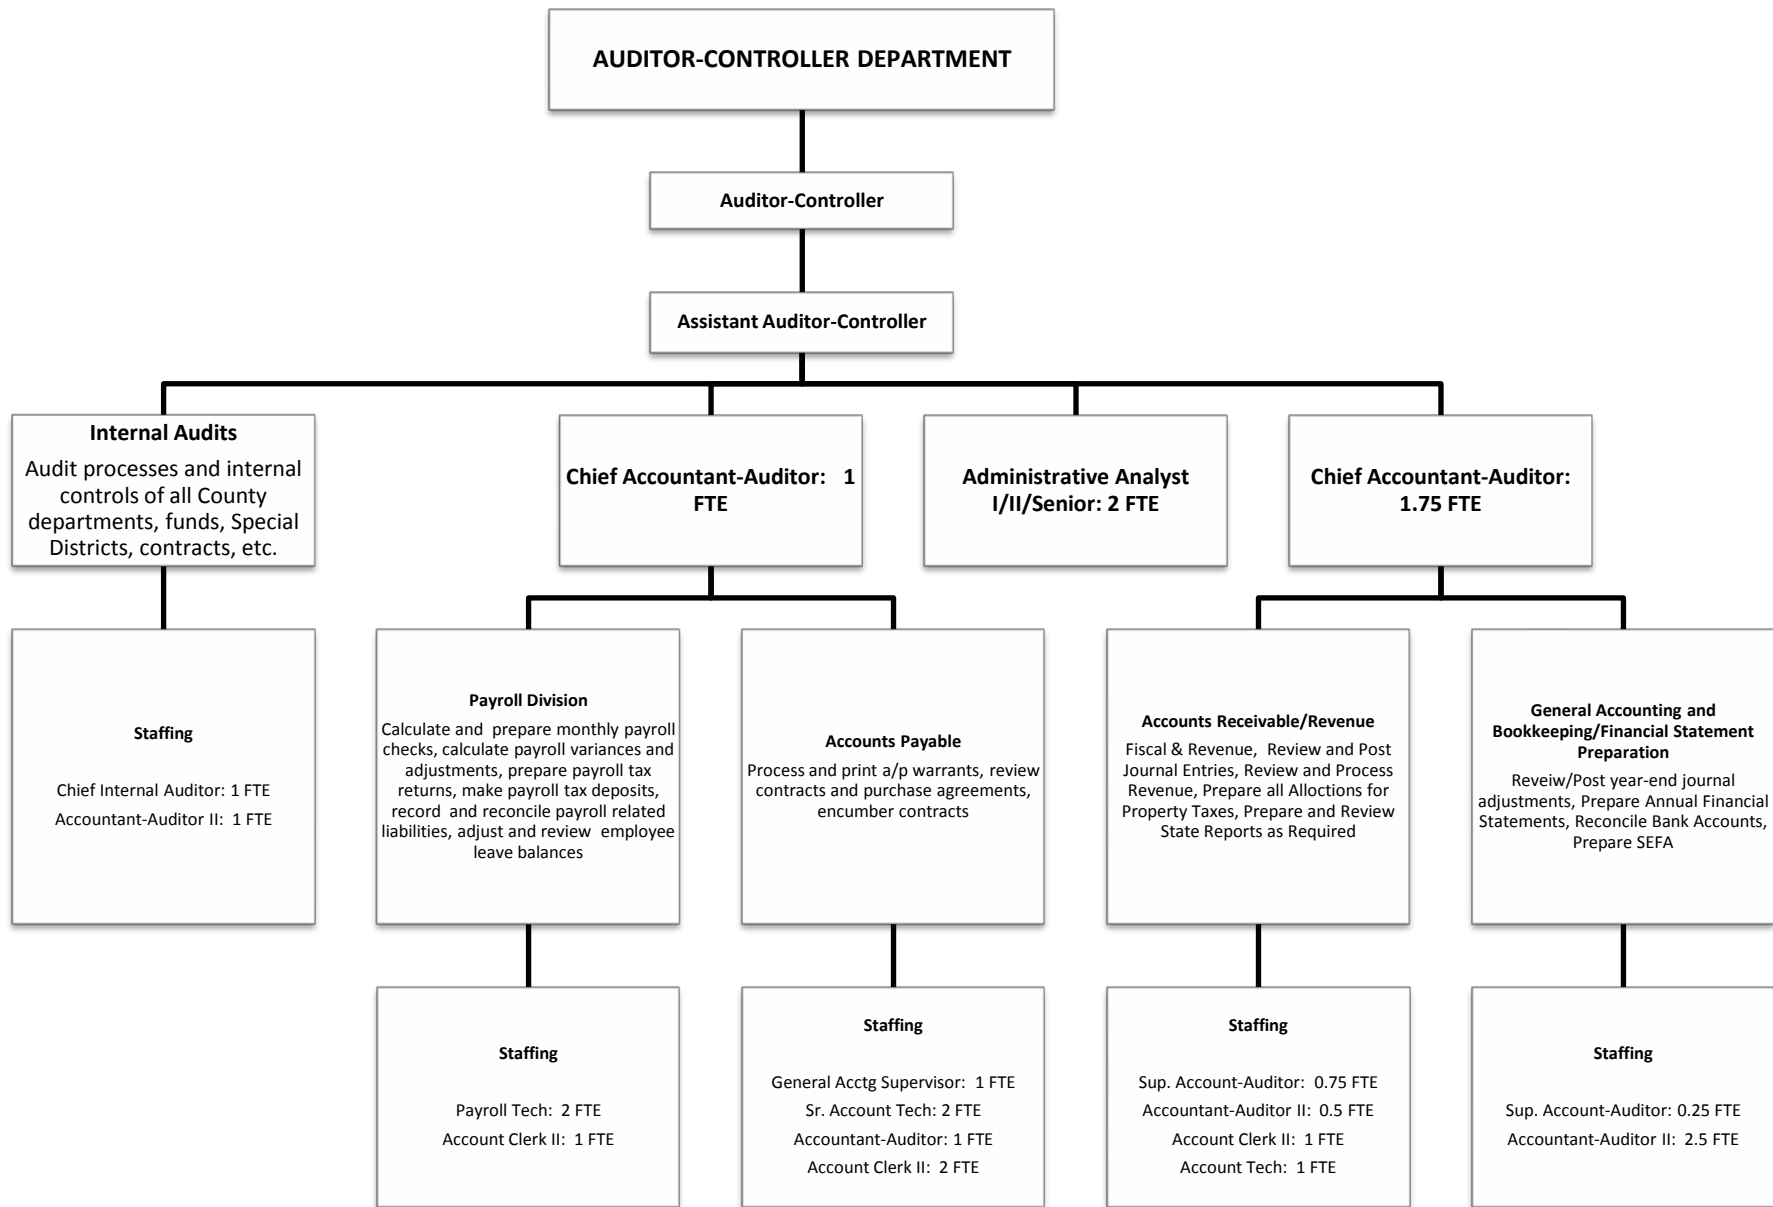 AUDITOR-CONTROLLER DEPARTMENT
Auditor-Controller
Assistant Auditor-Controller
Internal Audits
Audit processes and internal
controls of all County
departments, funds, Special
Districts, contracts, etc.
Chief Accountant-Auditor: 1
FTE
Administrative Analyst
I/II/Senior: 2 FTE
Chief Accountant-Auditor:
1.75 FTE
Staffing
Chief Internal Auditor: 1 FTE
Accountant-Auditor II: 1 FTE
Payroll Division
Calculate and prepare monthly payroll
checks, calculate payroll variances and
adjustments, prepare payroll tax
returns, make payroll tax deposits,
record and reconcile payroll related
liabilities, adjust and review employee
leave balances
Accounts Payable
Process and print a/p warrants, review
contracts and purchase agreements,
encumber contracts
Accounts Receivable/Revenue
Fiscal & Revenue, Review and Post
Journal Entries, Review and Process
Revenue, Prepare all Alloctions for
Property Taxes, Prepare and Review
State Reports as Required
General Accounting and
Bookkeeping/Financial Statement
Preparation
Reveiw/Post year-end journal
adjustments, Prepare Annual Financial
Statements, Reconcile Bank Accounts,
Prepare SEFA
Staffing
Payroll Tech: 2 FTE
Account Clerk II: 1 FTE
Staffing
General Acctg Supervisor: 1 FTE
Sr. Account Tech: 2 FTE
Accountant-Auditor: 1 FTE
Account Clerk II: 2 FTE
Staffing
Sup. Account-Auditor: 0.75 FTE
Accountant-Auditor II: 0.5 FTE
Account Clerk II: 1 FTE
Account Tech: 1 FTE
Staffing
Sup. Account-Auditor: 0.25 FTE
Accountant-Auditor II: 2.5 FTE